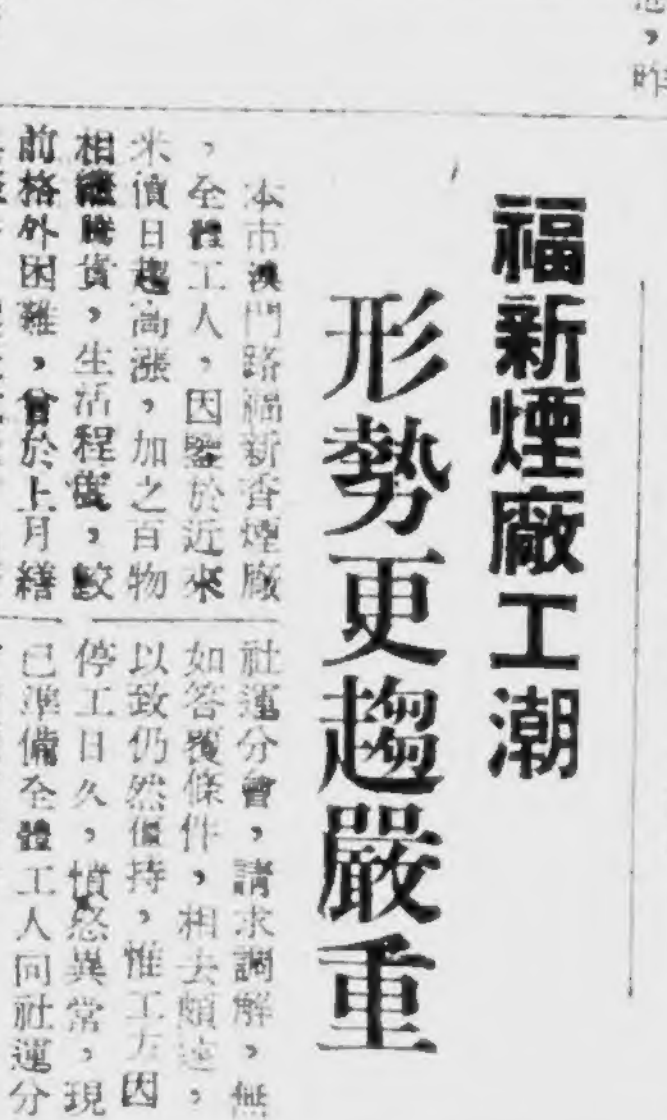 福新煙廠工潮
形勢更趨嚴重
本市澳門路福新香煙廠
，全體工人，因鑒於近來
米價日趨高漲，加之百物
相繼騰貴，生活程度，較
前格外困難，曾於上月繕
社運分會，請求調解，無
如答覆條件，相去頗遠，
以致仍然僵持，惟工方因
停工日久，憤怒異常，現
已準備全體工人向社運分
，昨